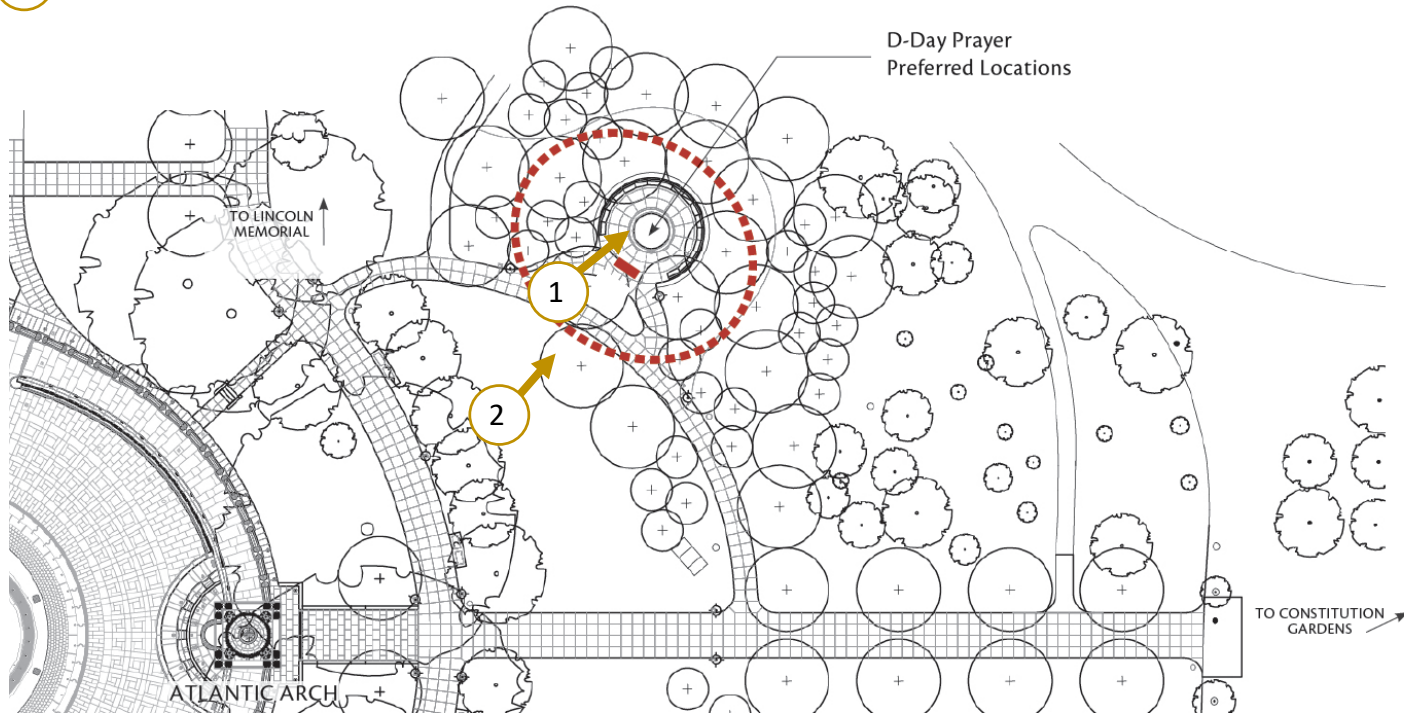 D-Day Prayer
Preferred Locations
TO LINCOLN
MEMORIAL
1
2
TO CONSTITUTION
GARDENS
ATLANTIC ARCH